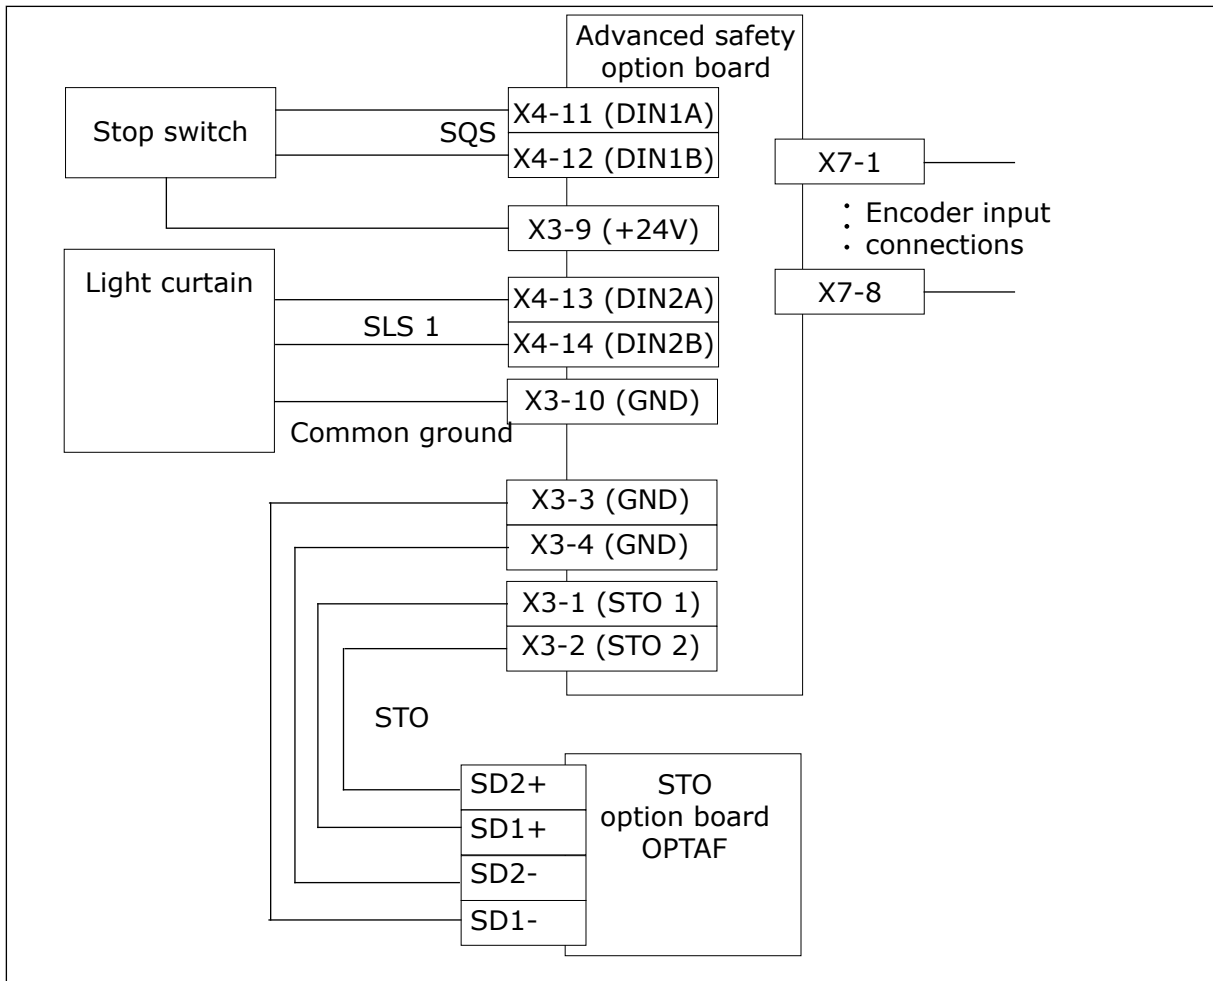 Advanced safety
option board
Stop switch
SQS
X4-11 (DIN1A)
X4-12 (DIN1B)
X3-9 (+24V)
X7-1
Encoder input
connections
X7-8
Light curtain
SLS 1
X4-13 (DIN2A)
X4-14 (DIN2B)
X3-10 (GND)
Common ground
X3-3 (GND)
X3-4 (GND)
X3-1 (STO 1)
X3-2 (STO 2)
STO
SD2+
SD1+
SD2-
SD1-
STO
option board
OPTAF